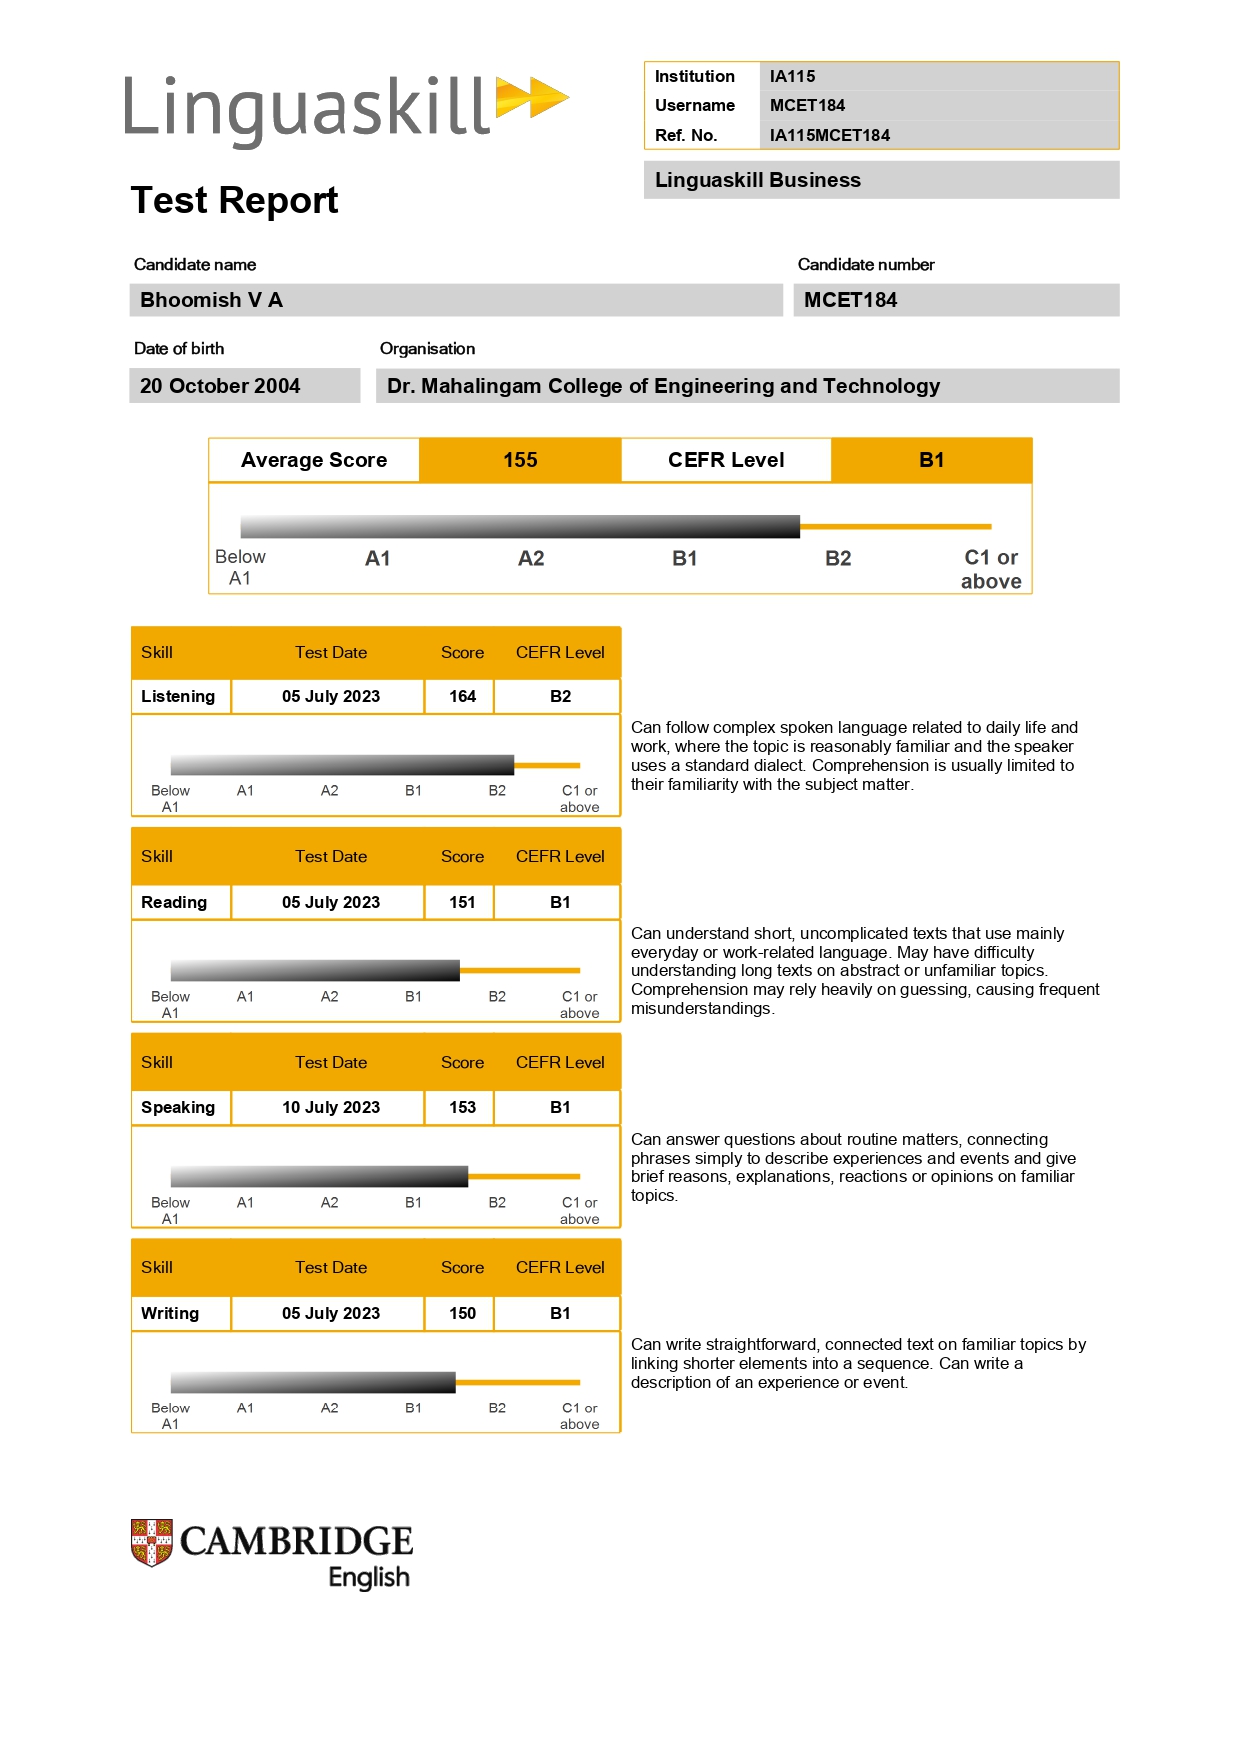 Linguaskill
Institution IA115
Username MCET184
Ref. No. IA115MCET184
Linguaskill Business
Test Report
Candidate name Candidate number
Bhoomish V A MCET184
Date of birth Organisation
20 October 2004 Dr. Mahalingam College of Engineering and Technology
Average Score 155 CEFR Level B1
Below A1 A2 B1 B2 C1 or
A1 above
Skill Test Date Score CEFR Level
Listening 05 July 2023 164 B2
Can follow complex spoken language related to daily life and
work, where the topic is reasonably familiar and the speaker
uses a standard dialect. Comprehension is usually limited to
their familiarity with the subject matter.
Below A1 A2 B1 B2 C1 or
A1 above
Skill Test Date Score CEFR Level
Reading 05 July 2023 151 B1
Can understand short, uncomplicated texts that use mainly
everyday or work-related language. May have difficulty
understanding long texts on abstract or unfamiliar topics.
Comprehension may rely heavily on guessing, causing frequent
misunderstandings.
Below A1 A2 B1 B2 C1 or
A1 above
Skill Test Date Score CEFR Level
Speaking 10 July 2023 153 B1
Can answer questions about routine matters, connecting
phrases simply to describe experiences and events and give
brief reasons, explanations, reactions or opinions on familiar
topics.
Below A1 A2 B1 B2 C1 or
A1 above
Skill Test Date Score CEFR Level
Writing 05 July 2023 150 B1
Can write straightforward, connected text on familiar topics by
linking shorter elements into a sequence. Can write a
description of an experience or event.
Below A1 A2 B1 B2 C1 or
A1 above
CAMBRIDGE
English